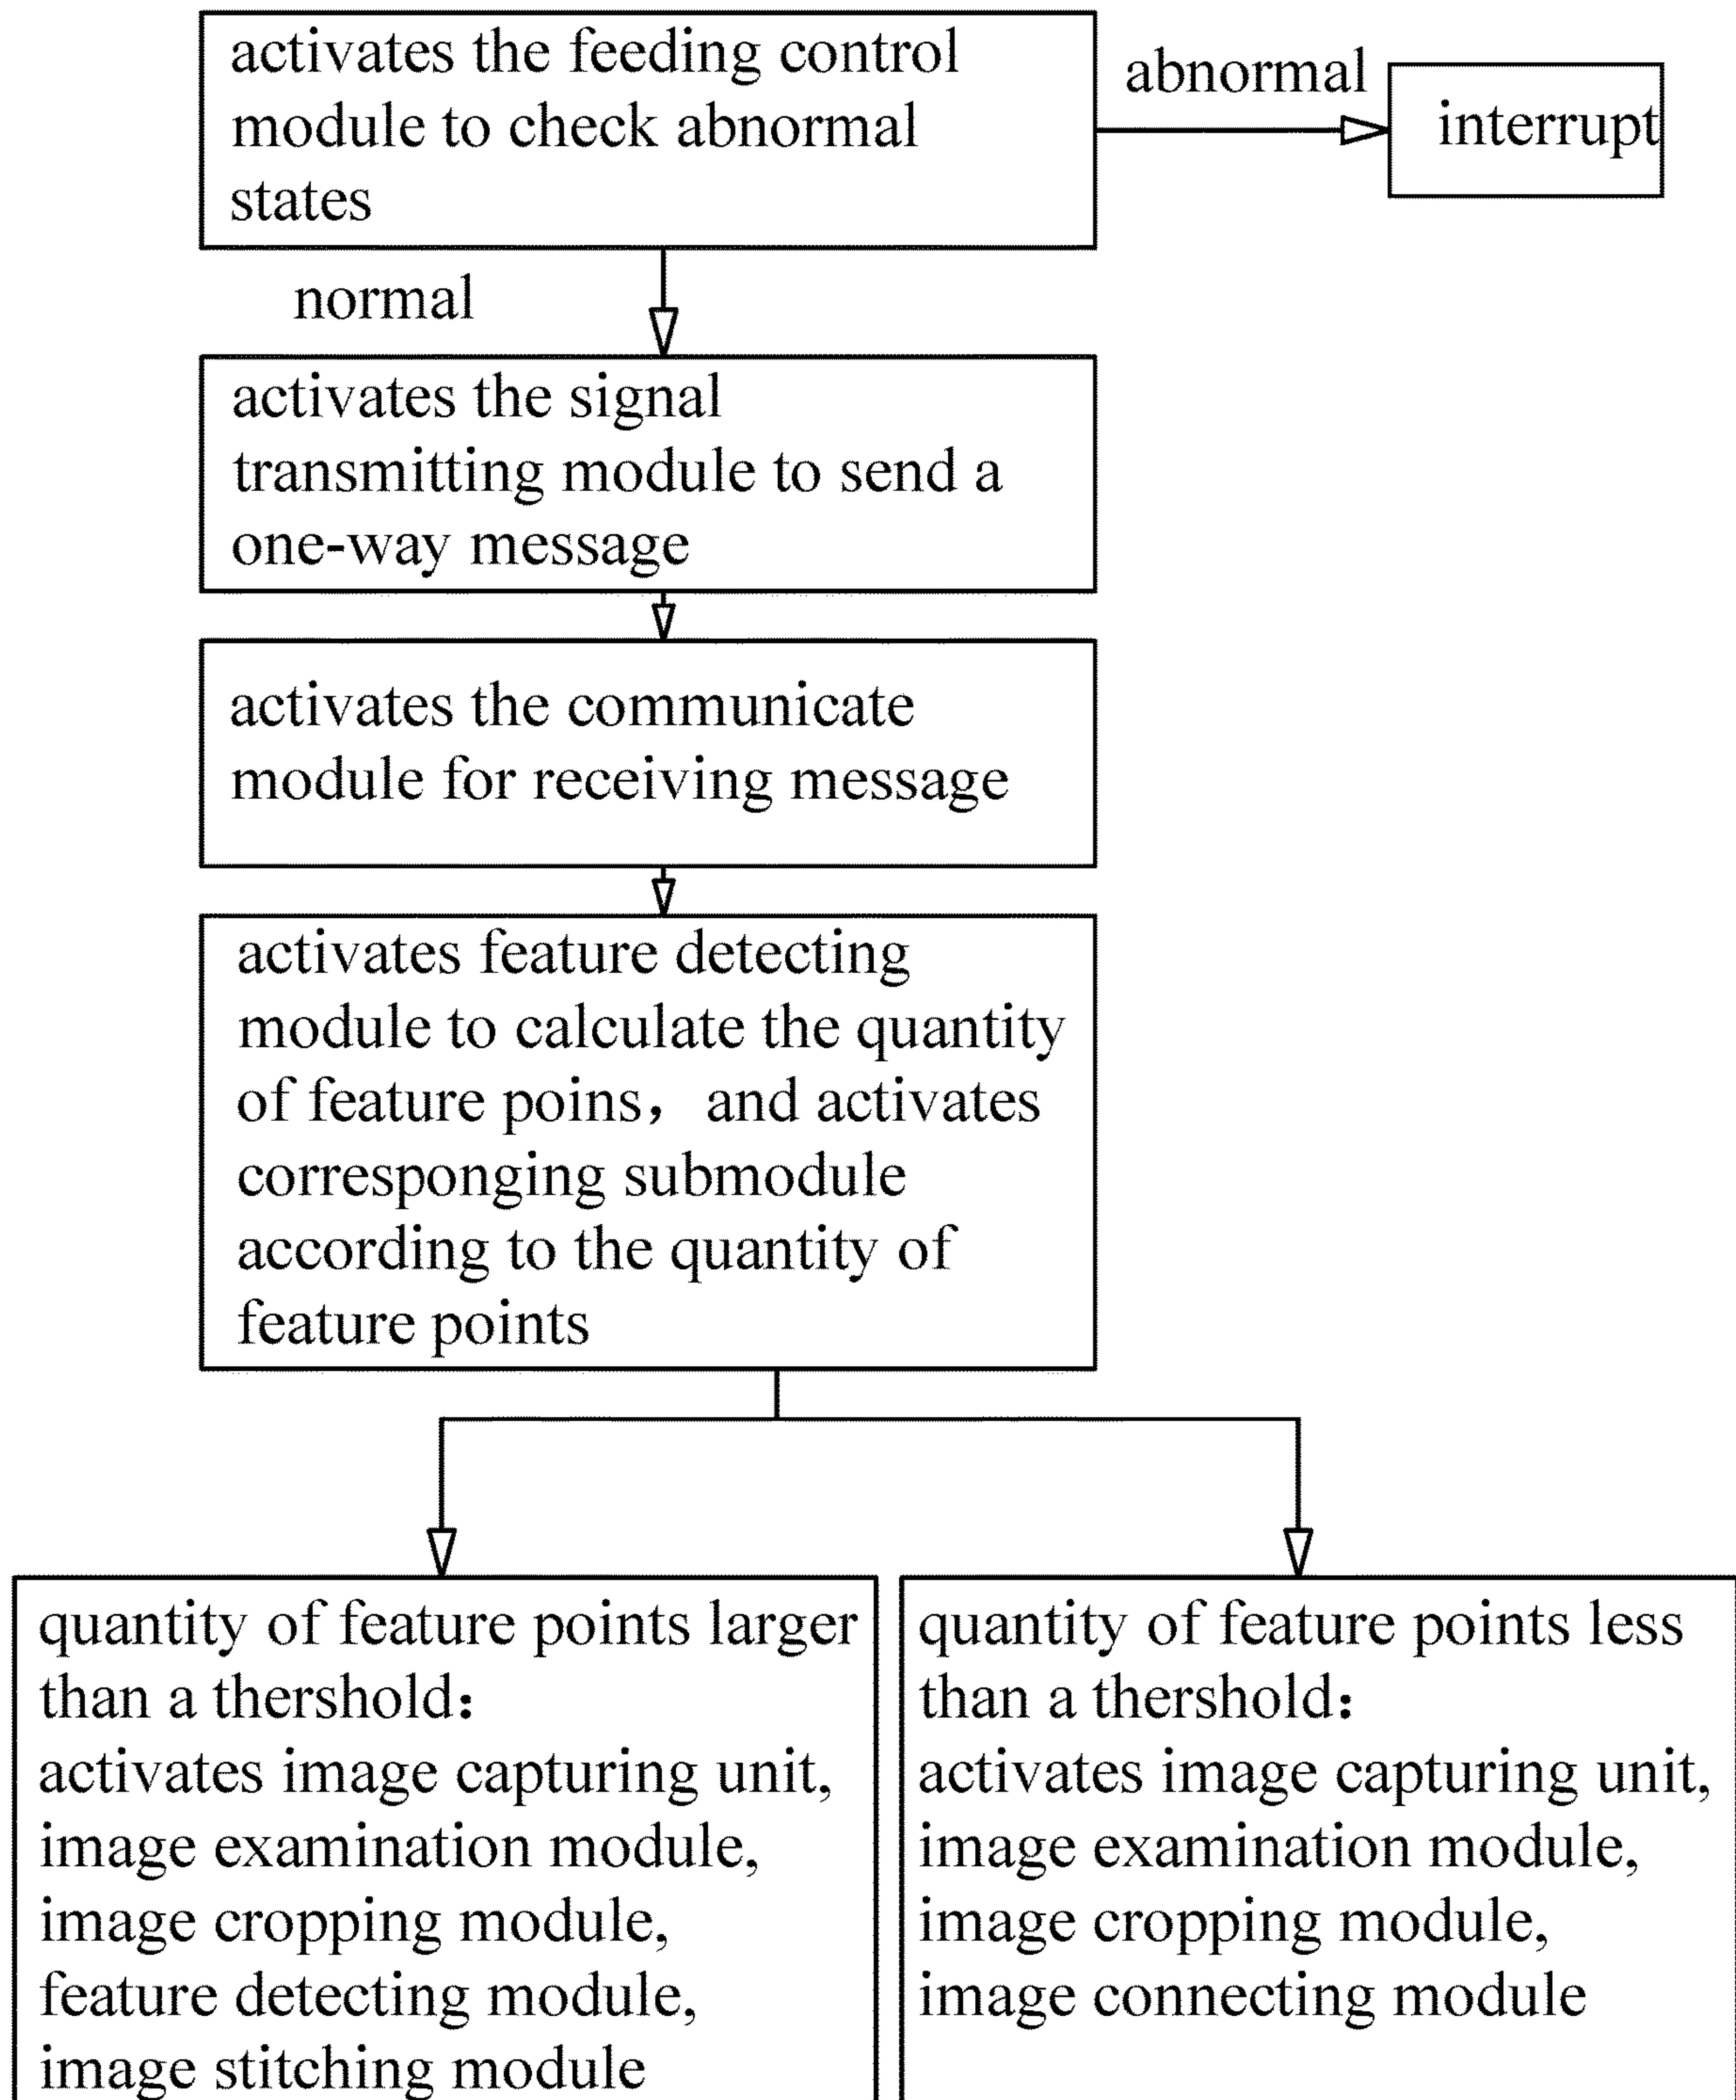 activates the feeding control
module to check abnormal
states
abnormal
interrupt
normal
activates the signal
transmitting module to send a
one-way message
activates the communicate
module for receiving message
activates feature detecting
module to calculate the quantity
of feature poins，and activates
corresponging submodule
according to the quantity of
feature points
quantity of feature points larger
than a thershold：
activates image capturing unit,
image examination module,
image cropping module,
feature detecting module,
image stitching module
quantity of feature points less
than a thershold：
activates image capturing unit,
image examination module,
image cropping module,
image connecting module